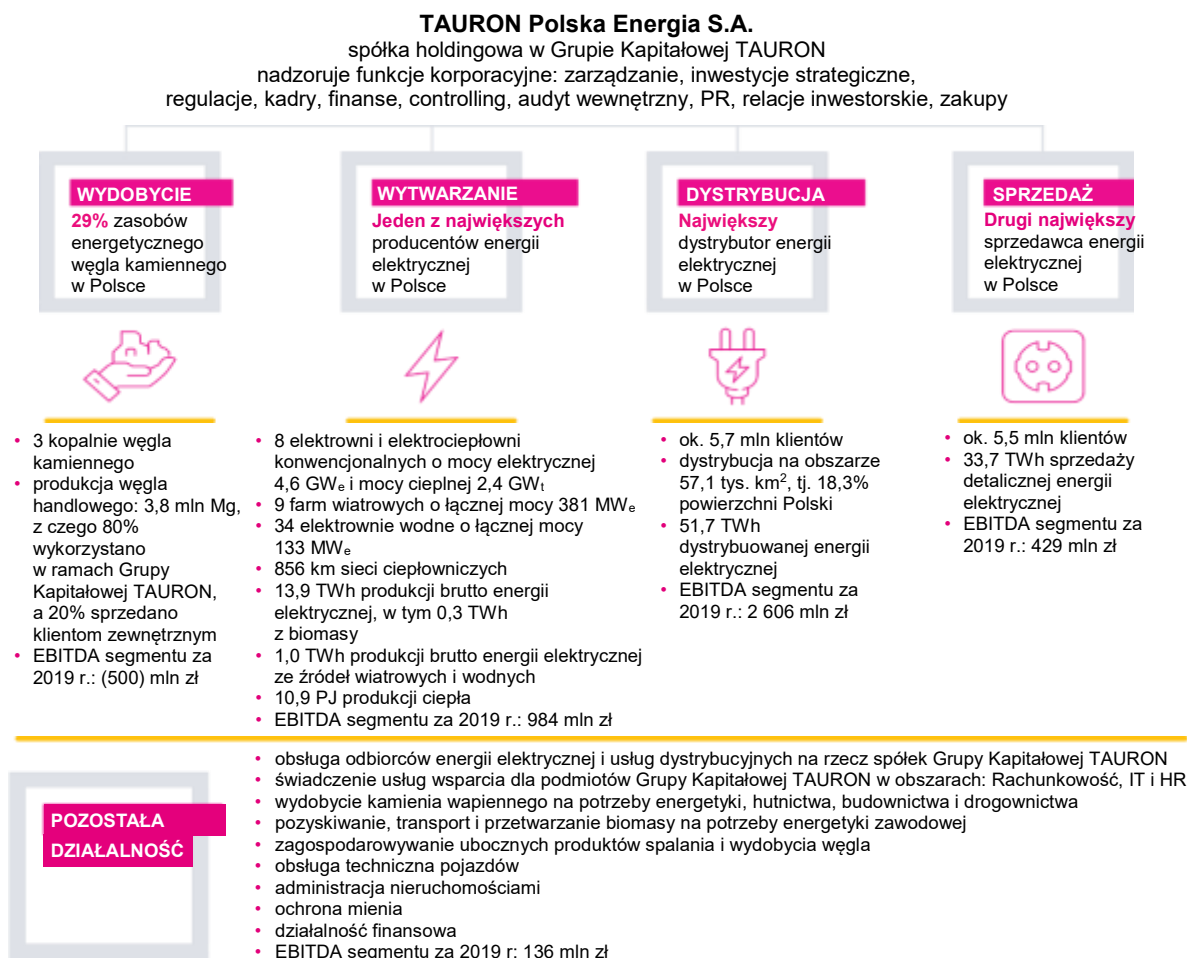 TAURON Polska Energia S.A.
spółka holdingowa w Grupie Kapitałowej TAURON
nadzoruje funkcje korporacyjne: zarządzanie, inwestycje strategiczne,
regulacje, kadry, finanse, controlling, audyt wewnętrzny, PR, relacje inwestorskie, zakupy
WYDOBYCIE
29% zasobów
energetycznego
węgla kamiennego
w Polsce
WYTWARZANIE
Jeden z największych
producentów energii
elektrycznej
w Polsce
DYSTRYBUCJA
Największy
dystrybutor energii
elektrycznej
w Polsce
SPRZEDAŻ
Drugi największy
sprzedawca energii
elektrycznej
w Polsce
• 3 kopalnie węgla
kamiennego
• produkcja węgla
handlowego: 3,8 mln Mg,
z czego 80%
wykorzystano
w ramach Grupy
Kapitałowej TAURON,
a 20% sprzedano
klientom zewnętrznym
• EBITDA segmentu za
2019 r.: (500) mln zł
• 8 elektrowni i elektrociepłowni
konwencjonalnych o mocy elektrycznej
4,6 GWₑ i mocy cieplnej 2,4 GWₜ
• 9 farm wiatrowych o łącznej mocy 381 MWₑ
• 34 elektrownie wodne o łącznej mocy
133 MWₑ
• 856 km sieci ciepłowniczych
• 13,9 TWh produkcji brutto energii
elektrycznej, w tym 0,3 TWh
z biomasy
• 1,0 TWh produkcji brutto energii elektrycznej
ze źródeł wiatrowych i wodnych
• 10,9 PJ produkcji ciepła
• EBITDA segmentu za 2019 r.: 984 mln zł
• ok. 5,7 mln klientów
• dystrybucja na obszarze
57,1 tys. km², tj. 18,3%
powierzchni Polski
• 51,7 TWh
dystrybuowanej energii
elektrycznej
• EBITDA segmentu za
2019 r.: 2 606 mln zł
• ok. 5,5 mln klientów
• 33,7 TWh sprzedaży
detalicznej energii
elektrycznej
• EBITDA segmentu za
2019 r.: 429 mln zł
POZOSTAŁA
DZIAŁALNOŚĆ
• obsługa odbiorców energii elektrycznej i usług dystrybucyjnych na rzecz spółek Grupy Kapitałowej TAURON
• świadczenie usług wsparcia dla podmiotów Grupy Kapitałowej TAURON w obszarach: Rachunkowość, IT i HR
• wydobycie kamienia wapiennego na potrzeby energetyki, hutnictwa, budownictwa i drogownictwa
• pozyskiwanie, transport i przetwarzanie biomasy na potrzeby energetyki zawodowej
• zagospodarowywanie ubocznych produktów spalania i wydobycia węgla
• obsługa techniczna pojazdów
• administracja nieruchomościami
• ochrona mienia
• działalność finansowa
• EBITDA segmentu za 2019 r: 136 mln zł